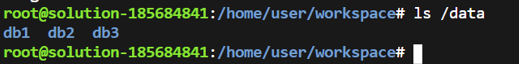 root@solution-185684841:/home/user/workspace# ls /data
db1  db2  db3
root@solution-185684841:/home/user/workspace#